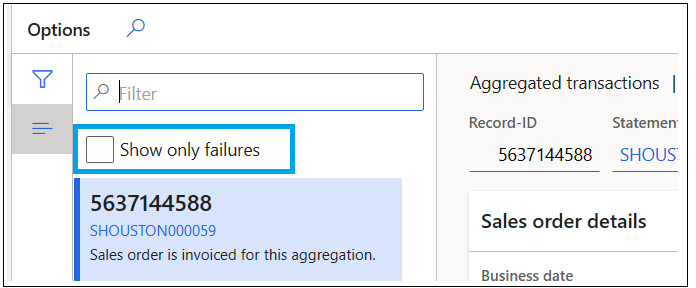 Options
Filter
Show only failures
5637144588
SHOUSTON000059
Sales order is invoiced for this aggregation.
Aggregated transactions |
Record-ID Statement
5637144588 SHOUSTON
Sales order details
Business date